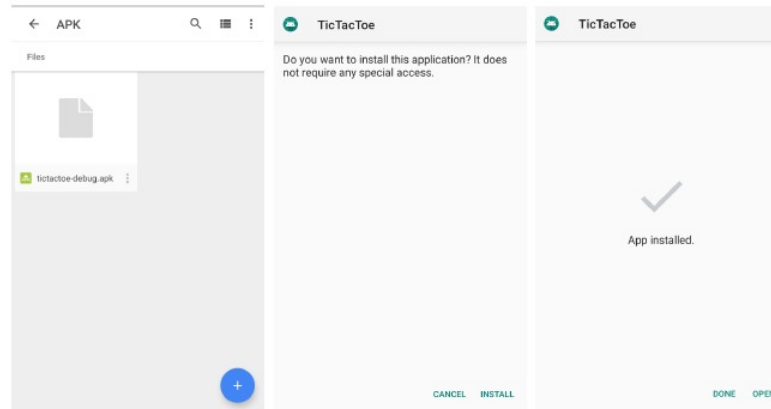 APK
Files
tictactoe-debug.apk
TicTacToe
Do you want to install this application? It does
not require any special access.
CANCEL INSTALL
TicTacToe
App installed.
DONE OPEN